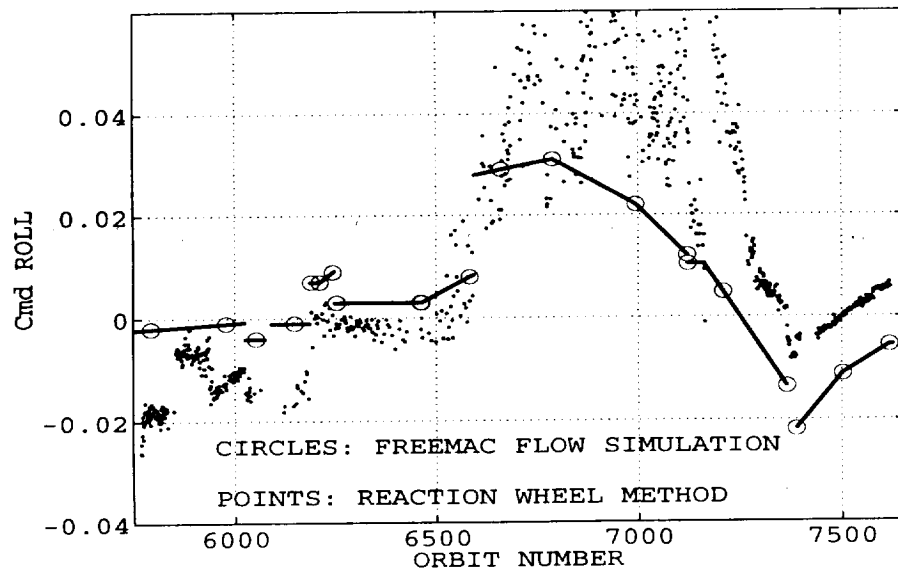 0.04
0.02
0
-0.02
-0.04
Cmd ROLL
CIRCLES: FREEMAC FLOW SIMULATION
POINTS: REACTION WHEEL METHOD
6000 6500 7000 7500
ORBIT NUMBER